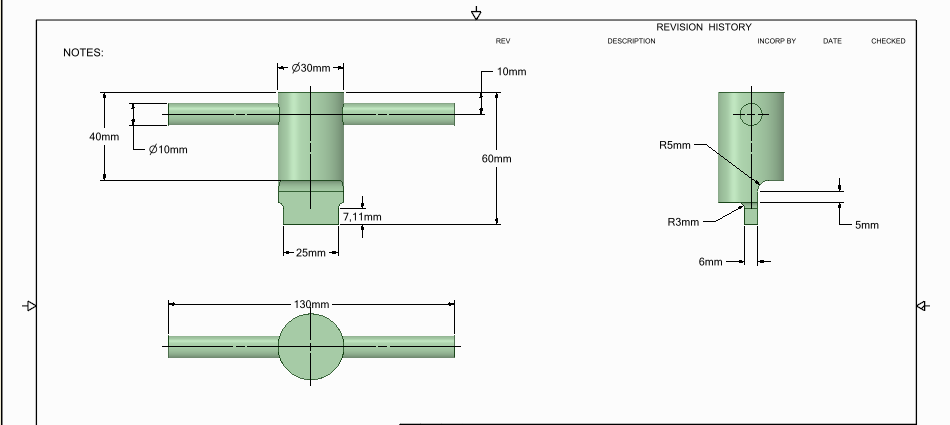 REVISION HISTORY
REV DESCRIPTION INCORP BY DATE CHECKED
NOTES:
Ø30mm
10mm
40mm
Ø10mm
60mm
7,11mm
25mm
R5mm
R3mm
5mm
6mm
130mm